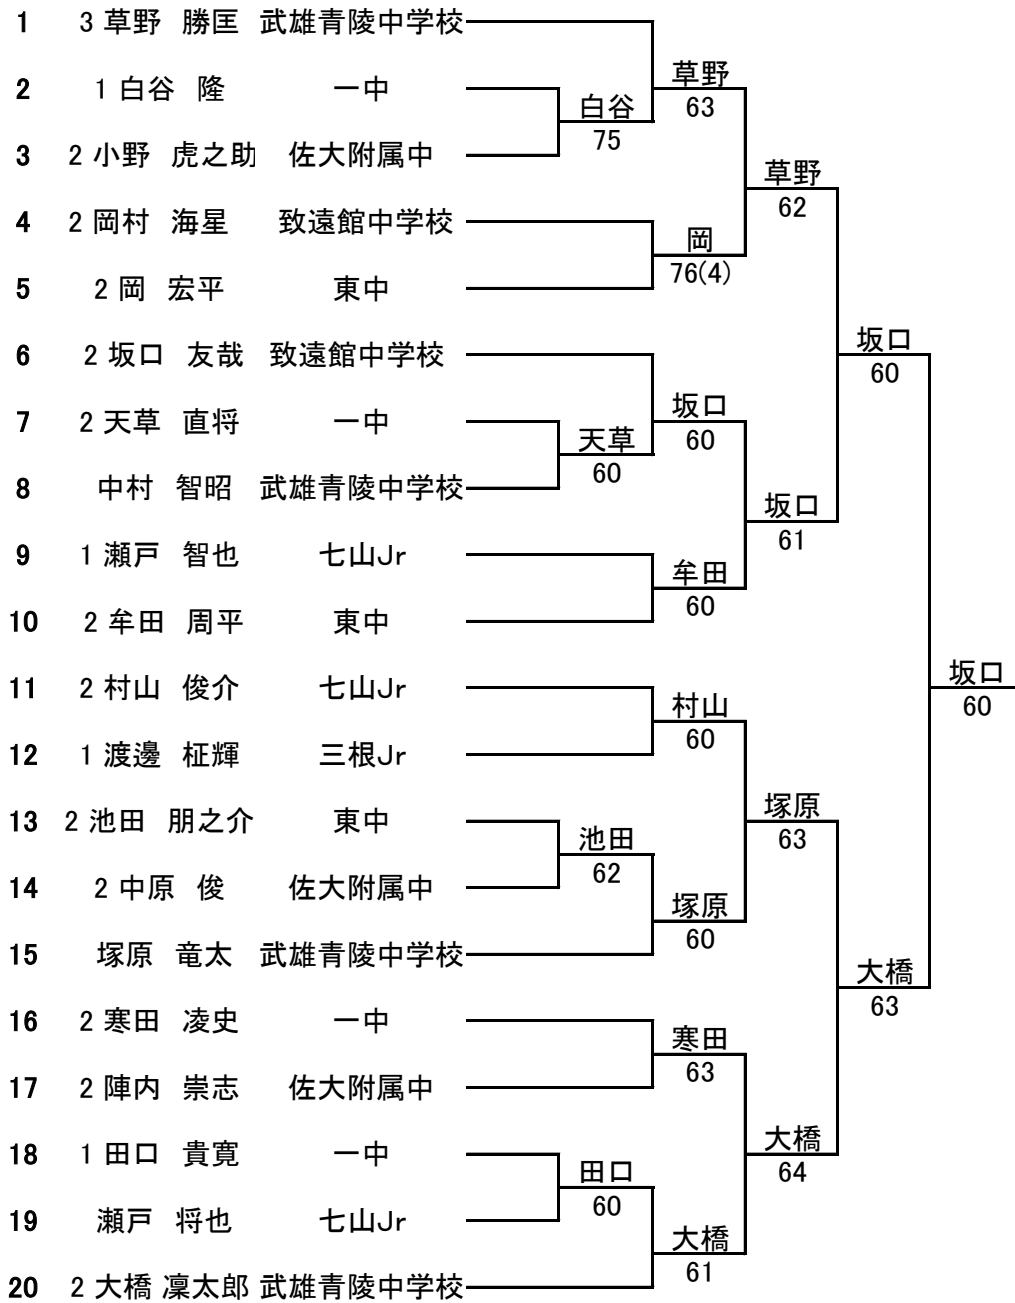 1 3 草野 勝匡 武雄青陵中学校
草野
2 1 白谷 隆 一中
白谷
63
75
3 2 小野 虎之助 佐大附属中
草野
62
4 2 岡村 海星 致遠館中学校
岡
76(4)
5 2 岡 宏平 東中
坂口
60
6 2 坂口 友哉 致遠館中学校
坂口
7 2 天草 直将 一中
天草
60
60
8 中村 智昭 武雄青陵中学校
坂口
61
9 1 瀬戸 智也 七山Jr
牟田
60
10 2 牟田 周平 東中
坂口
60
11 2 村山 俊介 七山Jr
村山
60
12 1 渡邊 柾輝 三根Jr
塚原
63
13 2 池田 朋之介 東中
池田
62
14 2 中原 俊 佐大附属中
塚原
60
15 塚原 竜太 武雄青陵中学校
大橋
63
16 2 寒田 凌史 一中
寒田
63
17 2 陣内 崇志 佐大附属中
大橋
64
18 1 田口 貴寛 一中
田口
60
19 瀬戸 将也 七山Jr
大橋
61
20 2 大橋 凜太郎 武雄青陵中学校